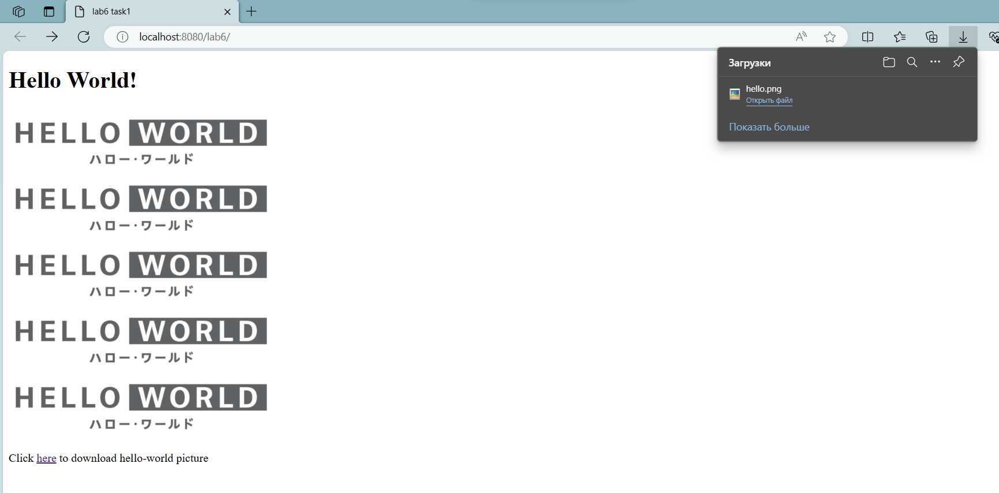 lab6 task1
localhost:8080/lab6/
Загрузки
hello.png
Открыть файл
Показать больше
Hello World!
HELLO WORLD
ハロー・ワールド
HELLO WORLD
ハロー・ワールド
HELLO WORLD
ハロー・ワールド
HELLO WORLD
ハロー・ワールド
HELLO WORLD
ハロー・ワールド
Click here to download hello-world picture